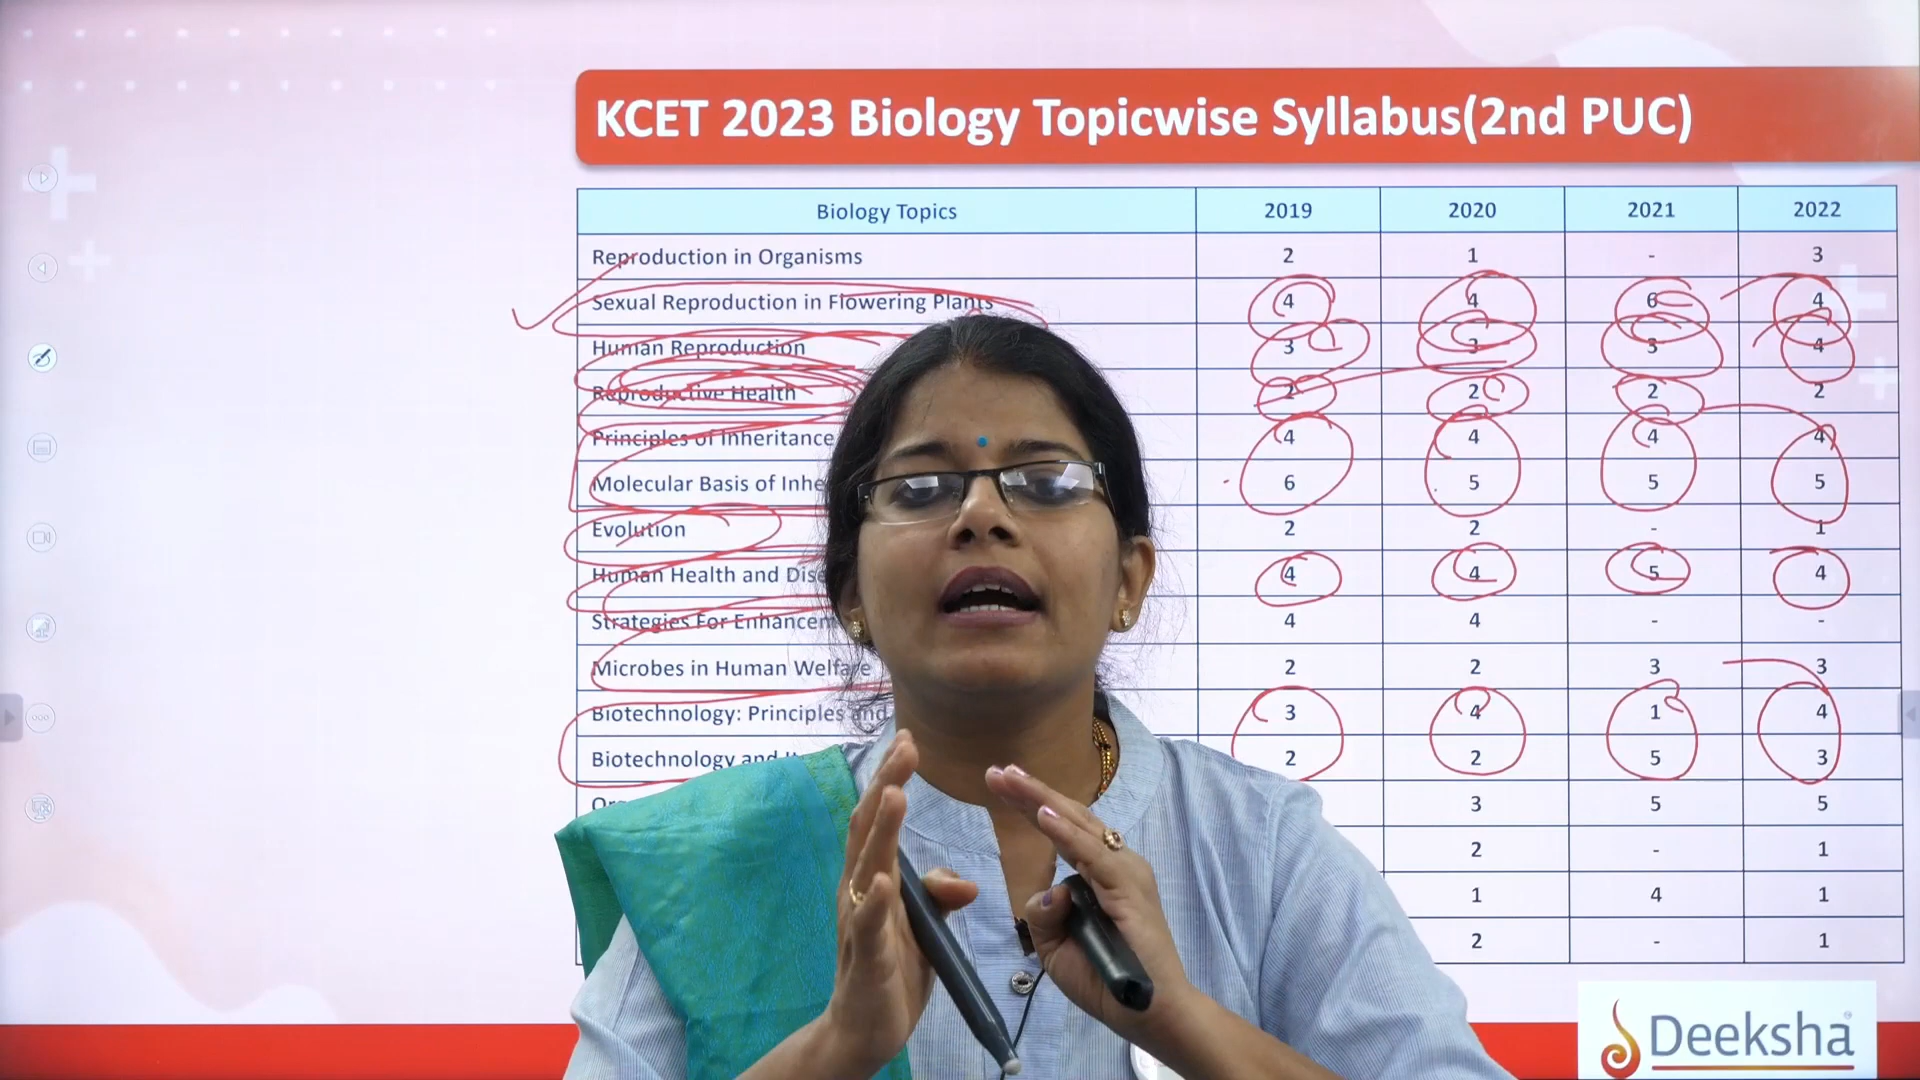 KCET 2023 Biology Topicwise Syllabus(2nd PUC)
Biology Topics 2019 2020 2021 2022
Reproduction in Organisms 2 1 - 3
Sexual Reproduction in Flowering Plants 4 4 6 4
Human Reproduction 3 3 3 4
Reproductive Health 2 2 2 2
Principles of Inheritance 4 4 4 4
Molecular Basis of Inhe 6 5 5 5
Evolution 2 2 - 1
Human Health and Dise 4 4 5 4
Strategies For Enhancem 4 4 - -
Microbes in Human Welfare 2 2 3 3
Biotechnology: Principles and 3 4 1 4
Biotechnology and 2 2 5 3
Or 3 5 5
2 - 1
1 4 1
2 - 1
Deeksha